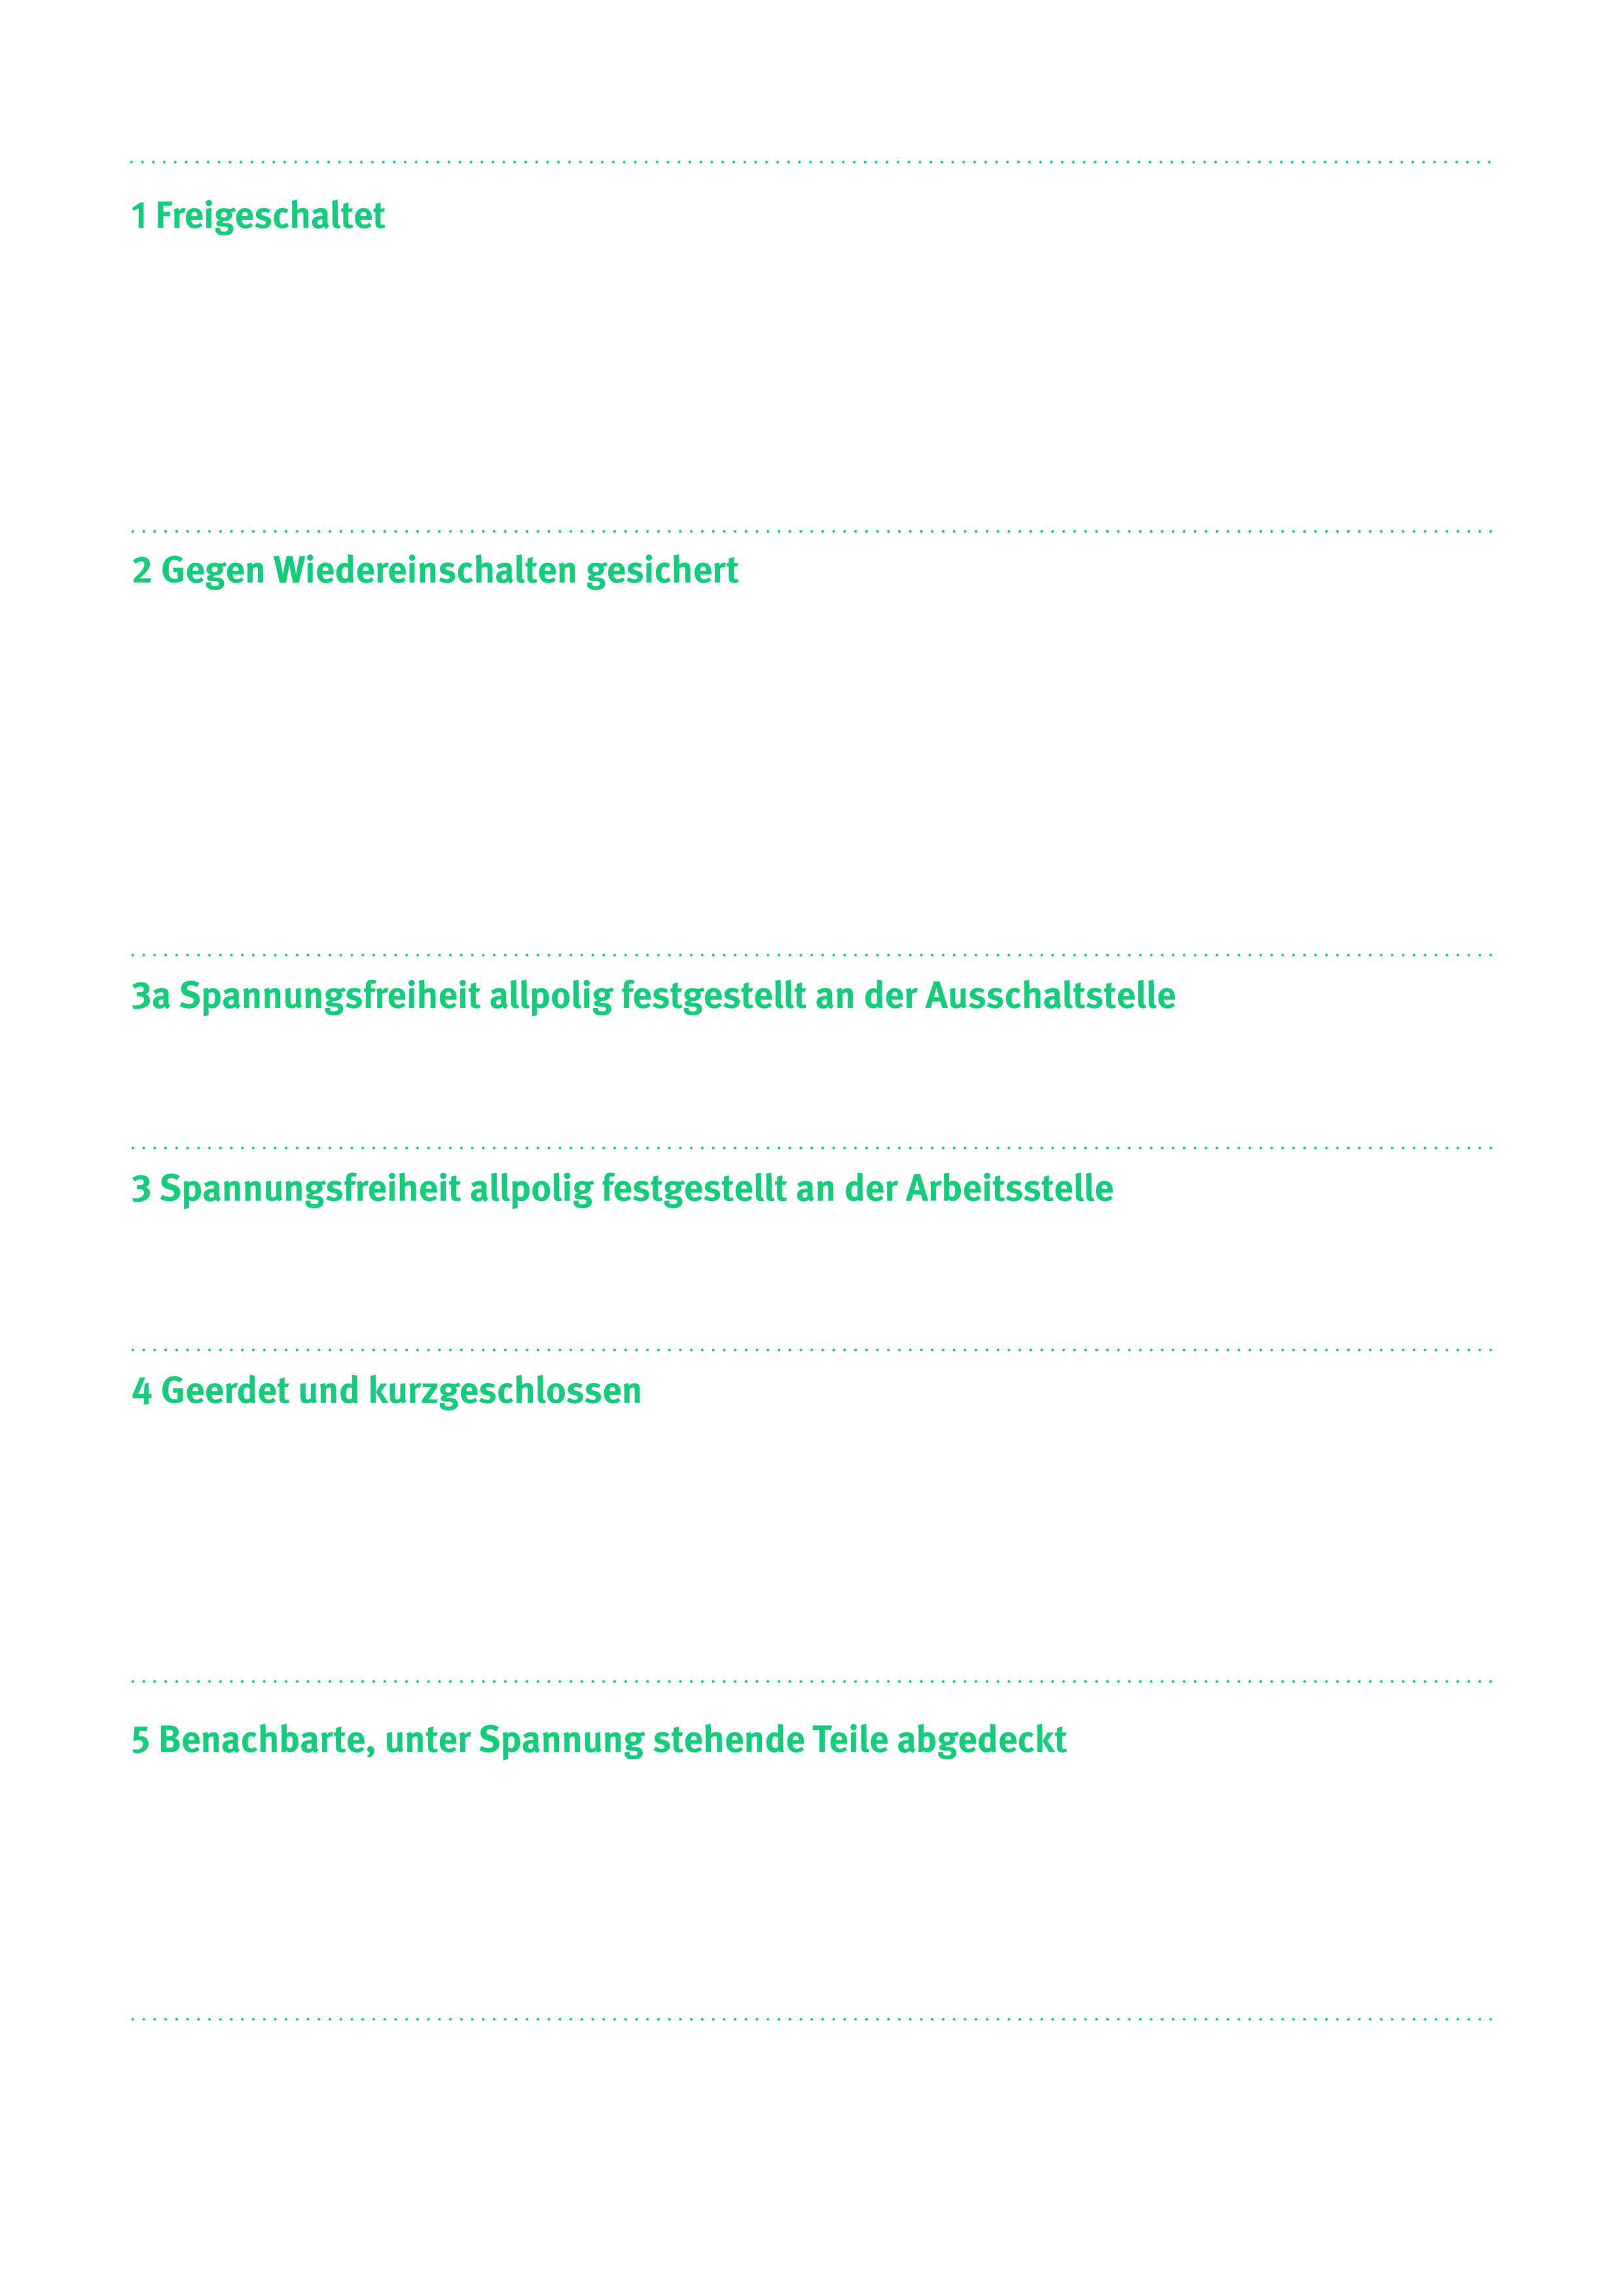 1 Freigeschaltet
2 Gegen Wiedereinschalten gesichert
3a Spannungsfreiheit allpolig festgestellt an der Ausschaltstelle
3 Spannungsfreiheit allpolig festgestellt an der Arbeitsstelle
4 Geerdet und kurzgeschlossen
5 Benachbarte, unter Spannung stehende Teile abgedeckt